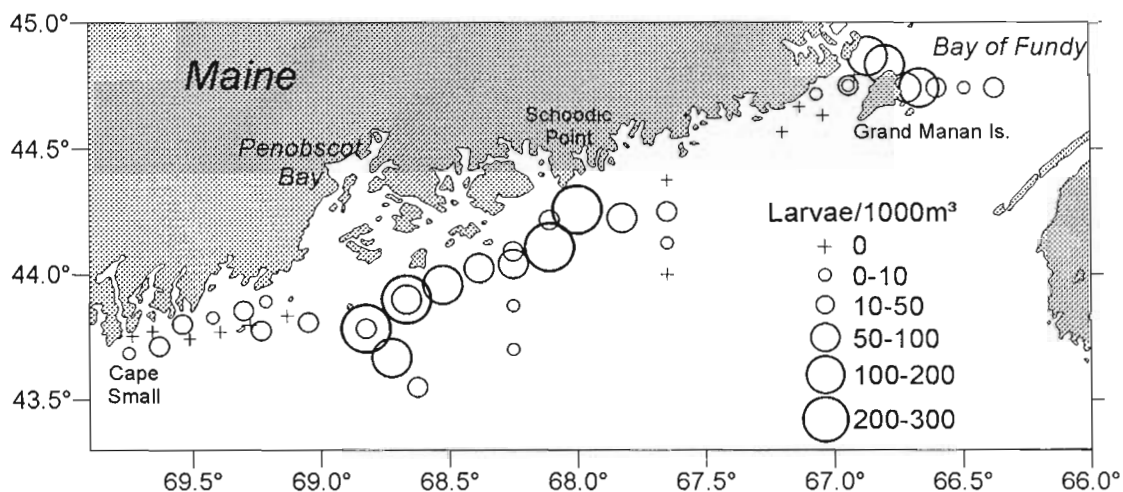 45.0°
44.5°
44.0°
43.5°
Maine
Bay of Fundy
Schoodic
Point
Grand Manan Is.
Penobscot
Bay
Cape
Small
Larvae/1000m³
+ 0
0-10
10-50
50-100
100-200
200-300
69.5°
69.0°
68.5°
68.0°
67.5°
67.0°
66.5°
66.0°